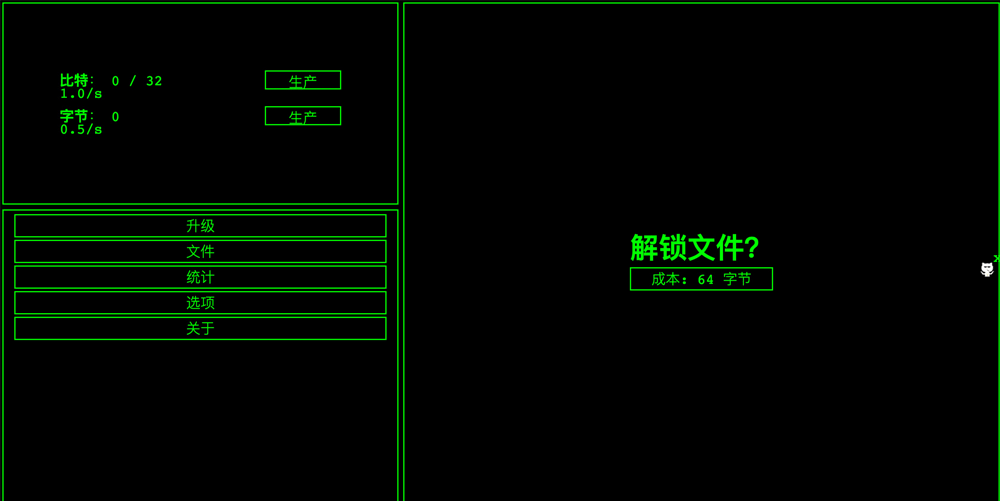 比特: 0 / 32
1.0/s
生产
字节: 0
0.5/s
生产
升级
文件
统计
选项
关于
解锁文件?
成本: 64 字节
x